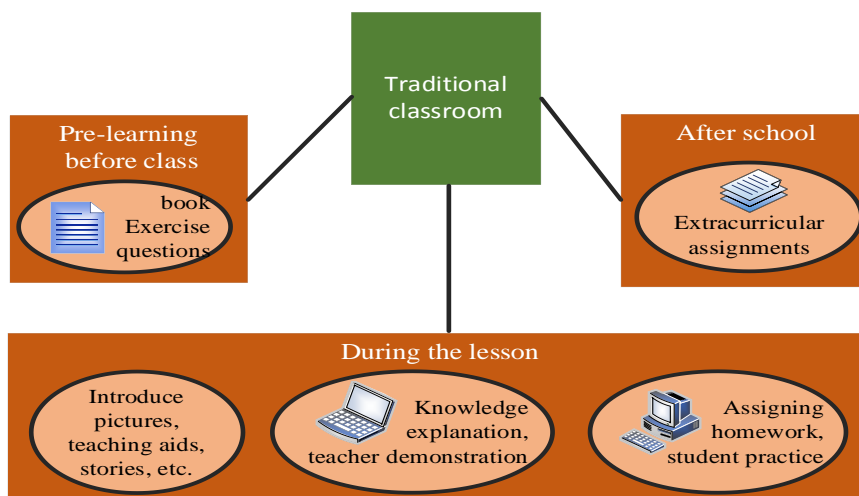 Traditional
classroom
Pre-learning
before class
book
Exercise
questions
After school
Extracurricular
assignments
During the lesson
Introduce
pictures,
teaching aids,
stories, etc.
Knowledge
explanation,
teacher demonstration
Assigning
homework,
student practice